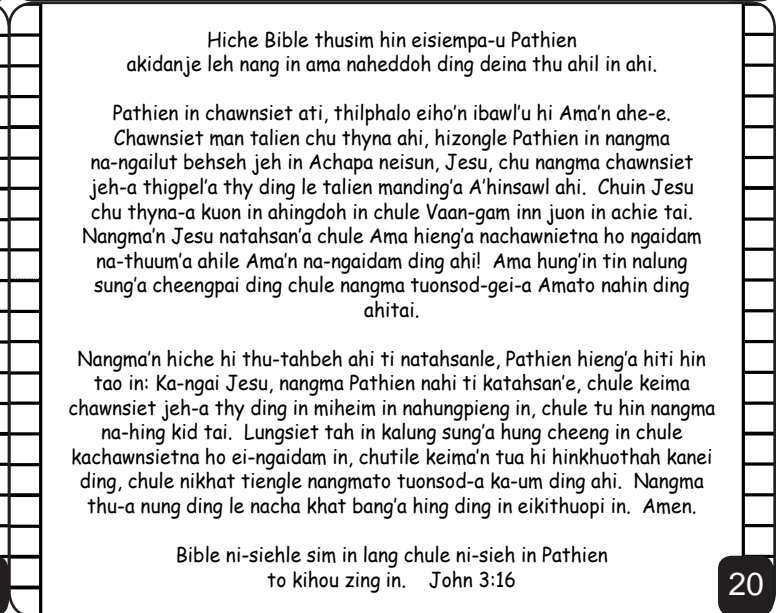 Hiche Bible thusim hin eisiempa-u Pathien
akidanje leh nang in ama naheddoh ding deina thu ahil in ahi.
Pathien in chawnsiet ati, thilphalo eiho'n ibawl'u hi Ama'n ahe-e.
Chawnsiet man talien chu thyna ahi, hizongle Pathien in nangma
na-ngailut behseh jeh in Achapa neisun, Jesu, chu nangma chawnsiet
jeh-a thigpel'a thy ding le talien manding'a A'hinsawl ahi. Chuin Jesu
chu thyna-a kuon in ahingdoh in chule Vaan-gam inn juon in achie tai.
Nangma'n Jesu natahsan'a chule Ama hieng'a nachawnietna ho ngaidam
na-thuum'a ahile Ama'n na-ngaidam ding ahi! Ama hung'in tin nalung
sung'a cheengpai ding chule nangma tuonsod-gei-a Amato nahin ding
ahitai.
Nangma'n hiche hi thu-tahbeh ahi ti natahsanle, Pathien hieng'a hiti hin
tao in: Ka-ngai Jesu, nangma Pathien nahi ti katahsan'e, chule keima
chawnsiet jeh-a thy ding in miheim in nahungpieng in, chule tu hin nangma
na-hing kid tai. Lungsiet tah in kalung sung'a hung cheeng in chule
kachawnsietna ho ei-ngaidam in, chutile keima'n tua hi hinkhuothah kanei
ding, chule nikhat tiengle nangmato tuonsod-a ka-um ding ahi. Nangma
thu-a nung ding le nacha khat bang'a hing ding in eikithuopi in. Amen.
Bible ni-siehle sim in lang chule ni-sieh in Pathien
to kihou zing in. John 3:16
20